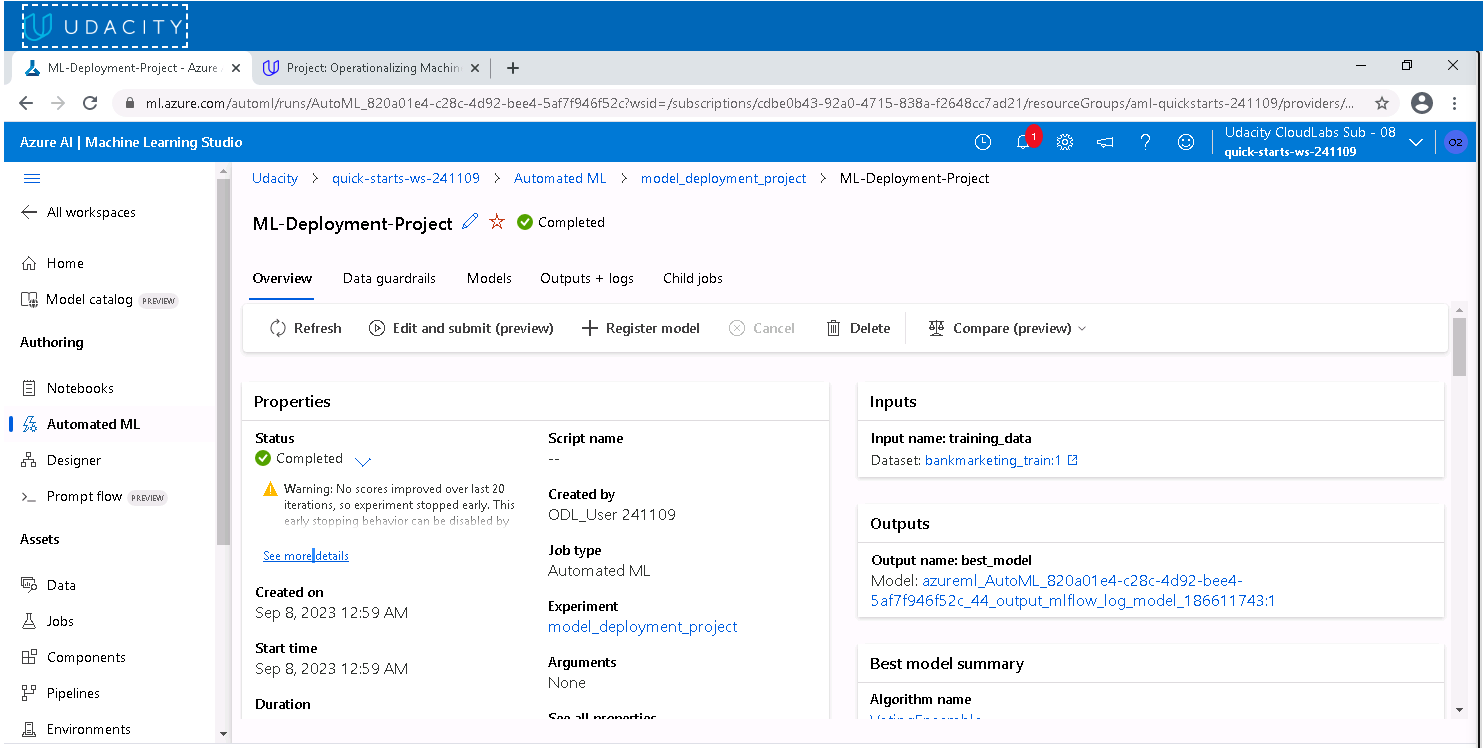 UDACITY
ML-Deployment-Project - Azure
Project: Operationalizing Machin
ml.azure.com/automl/runs/AutoML_820a01e4-c28c-4d92-bee4-5af7f946f52c?wsid=/subscriptions/cdbe0b43-92a0-4715-838a-f2648cc7ad21/resourceGroups/aml-quickstarts-241109/providers/...
Azure AI | Machine Learning Studio
1
Udacity CloudLabs Sub - 08
quick-starts-ws-241109
O2
All workspaces
Home
Model catalog PREVIEW
Authoring
Notebooks
Automated ML
Designer
Prompt flow PREVIEW
Assets
Data
Jobs
Components
Pipelines
Environments
Udacity > quick-starts-ws-241109 > Automated ML > model_deployment_project > ML-Deployment-Project
ML-Deployment-Project Completed
Overview Data guardrails Models Outputs + logs Child jobs
Refresh Edit and submit (preview) Register model Cancel Delete Compare (preview)
Properties
Status
Completed
Warning: No scores improved over last 20
iterations, so experiment stopped early. This
early stopping behavior can be disabled by
See more details
Created on
Sep 8, 2023 12:59 AM
Start time
Sep 8, 2023 12:59 AM
Duration
Script name
--
Created by
ODL_User 241109
Job type
Automated ML
Experiment
model_deployment_project
Arguments
None
See all properties
Inputs
Input name: training_data
Dataset: bankmarketing_train:1
Outputs
Output name: best_model
Model: azureml_AutoML_820a01e4-c28c-4d92-bee4-
5af7f946f52c_44_output_mlflow_log_model_186611743:1
Best model summary
Algorithm name
VotingEnsemble